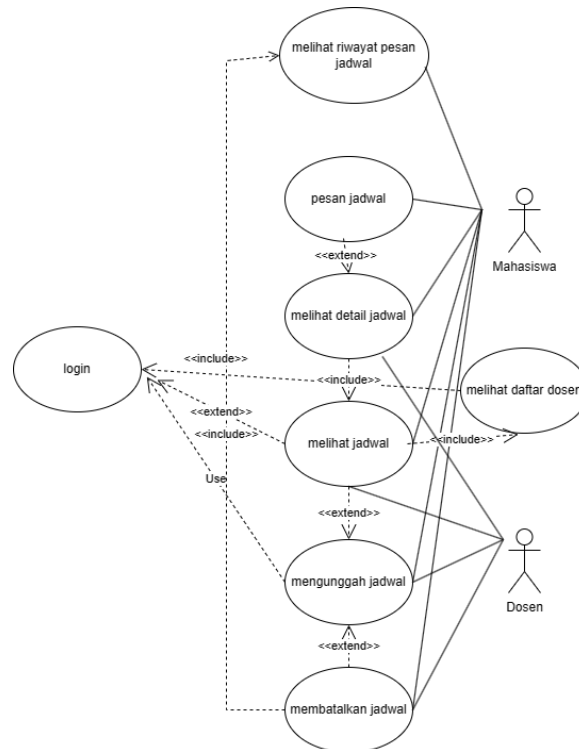 melihat riwayat pesan
jadwal
pesan jadwal
<<extend>>
Mahasiswa
melihat detail jadwal
<<include>>
login
<<include>>
melihat daftar dosen
<<extend>>
<<include>>
melihat jadwal
<<include>>
Use
<<extend>>
mengunggah jadwal
Dosen
<<extend>>
membatalkan jadwal